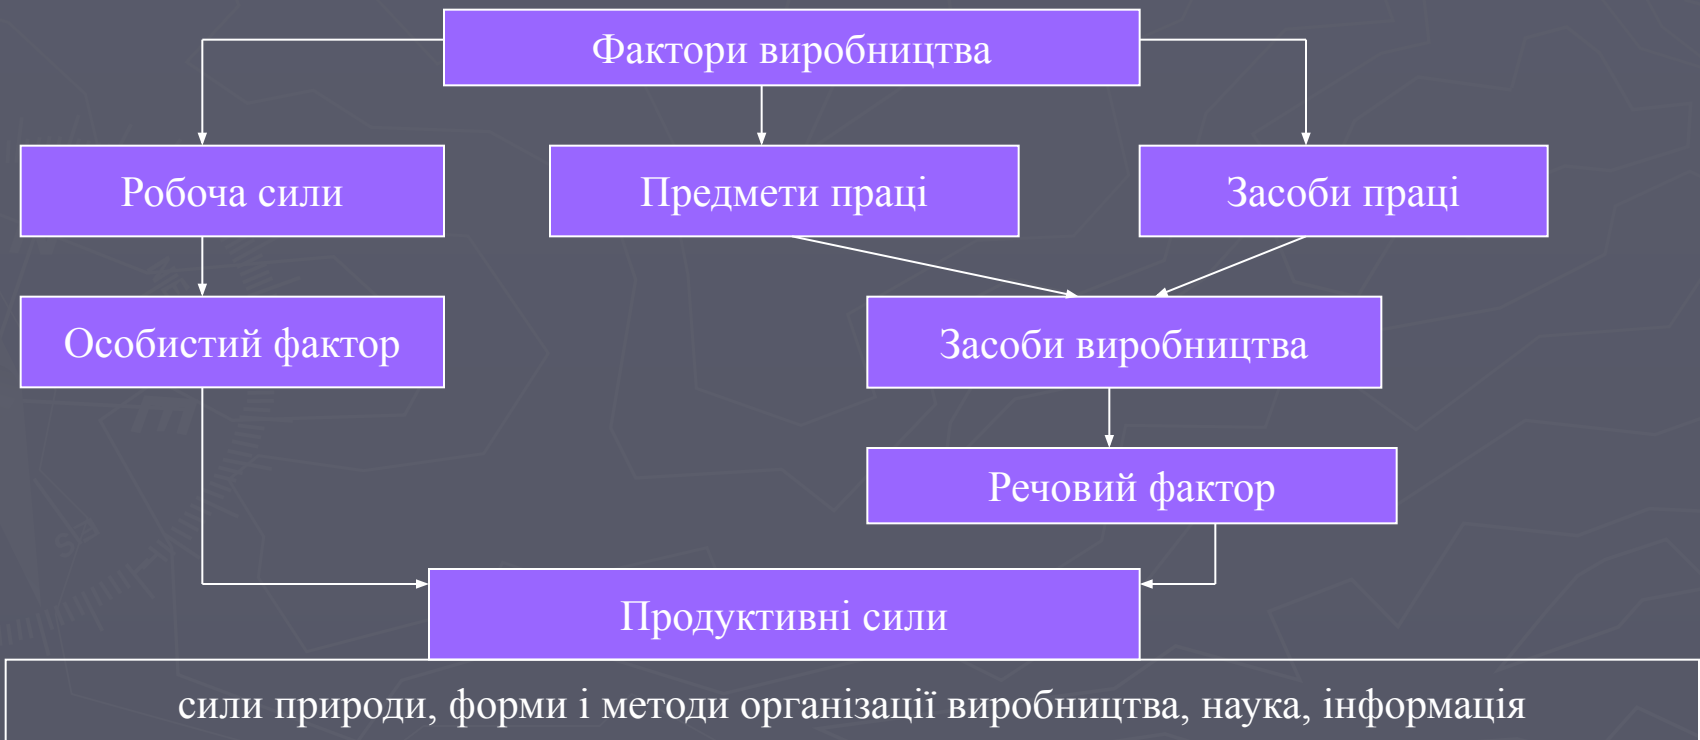 Фактори виробництва
Робоча сили
Предмети праці
Засоби праці
Особистий фактор
Засоби виробництва
Речовий фактор
Продуктивні сили
сили природи, форми і методи організації виробництва, наука, інформація